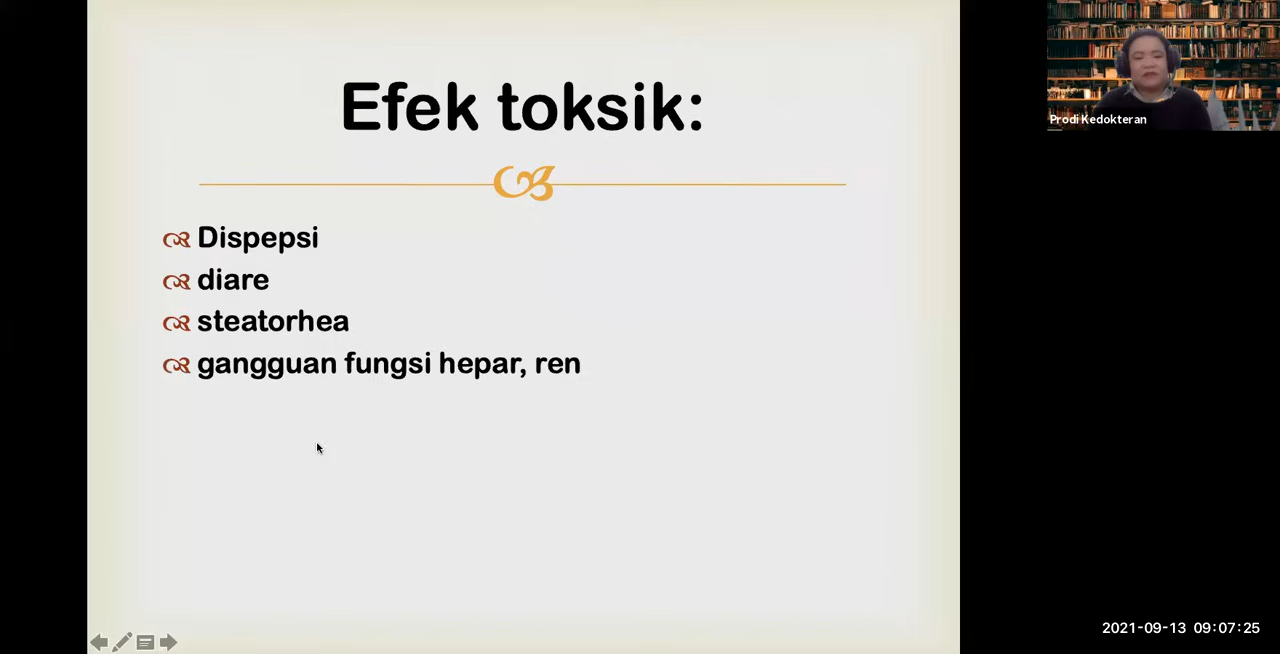 Efek toksik:
Dispepsi
diare
steatorhea
gangguan fungsi hepar, ren
Prodi Kedokteran
2021-09-13 09:07:25